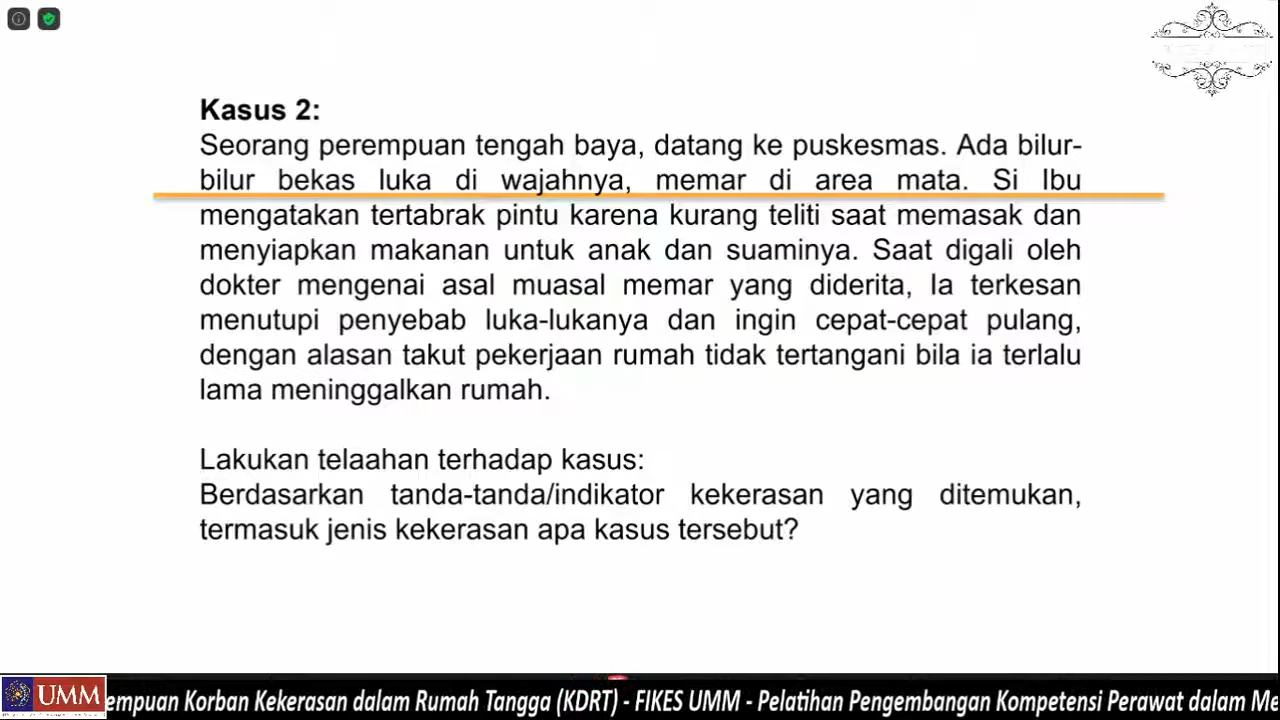 Kasus 2:
Seorang perempuan tengah baya, datang ke puskesmas. Ada bilur-
bilur bekas luka di wajahnya, memar di area mata. Si Ibu
mengatakan tertabrak pintu karena kurang teliti saat memasak dan
menyiapkan makanan untuk anak dan suaminya. Saat digali oleh
dokter mengenai asal muasal memar yang diderita, Ia terkesan
menutupi penyebab luka-lukanya dan ingin cepat-cepat pulang,
dengan alasan takut pekerjaan rumah tidak tertangani bila ia terlalu
lama meninggalkan rumah.
Lakukan telaahan terhadap kasus:
Berdasarkan tanda-tanda/indikator kekerasan yang ditemukan,
termasuk jenis kekerasan apa kasus tersebut?
UMM
empuan Korban Kekerasan dalam Rumah Tangga (KDRT) - FIKES UMM - Pelatihan Pengembangan Kompetensi Perawat dalam Me